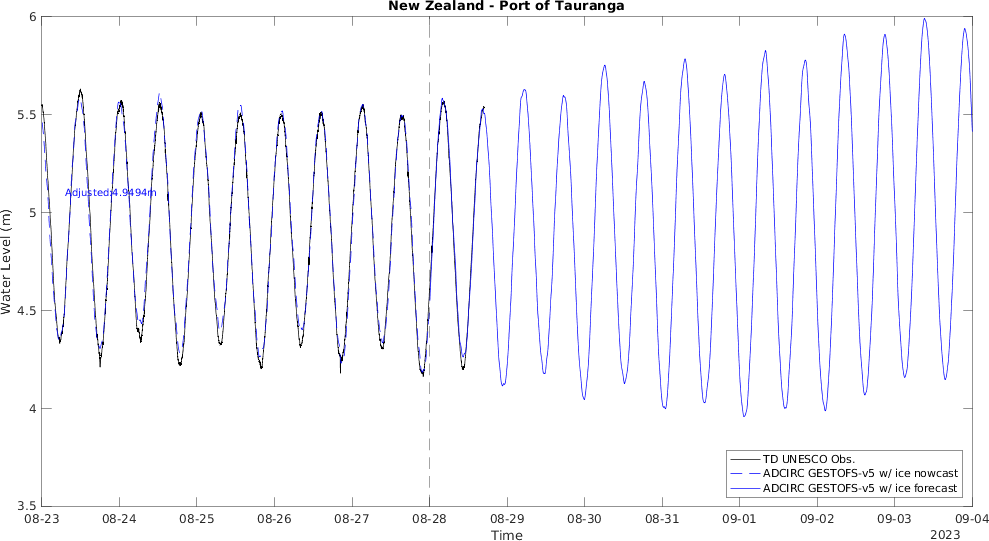 New Zealand - Port of Tauranga
6
5.5
5
4.5
4
3.5
Water Level (m)
Adjusted:4.9494m
TD UNESCO Obs.
ADCIRC GESTOFS-v5 w/ ice nowcast
ADCIRC GESTOFS-v5 w/ ice forecast
08-23 08-24 08-25 08-26 08-27 08-28 08-29 08-30 08-31 09-01 09-02 09-03 09-04
Time
2023